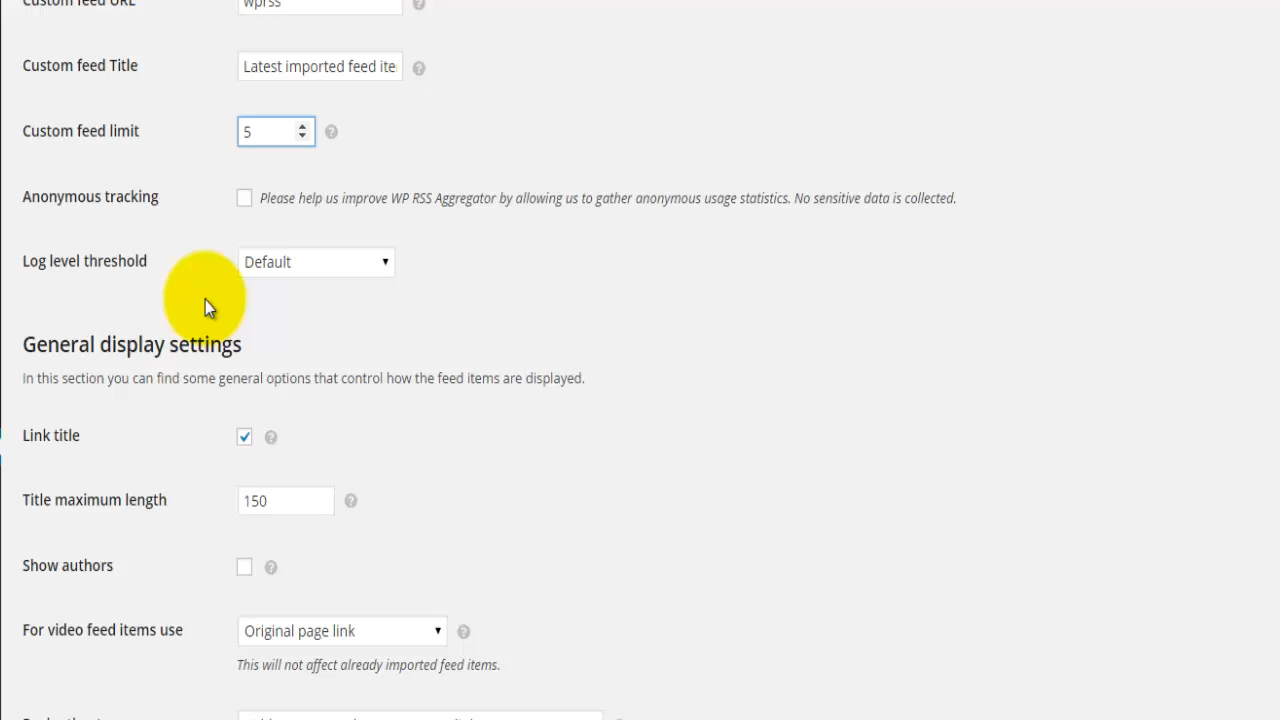 Custom feed URL wprss
Custom feed Title Latest imported feed ite
Custom feed limit 5
Anonymous tracking Please help us improve WP RSS Aggregator by allowing us to gather anonymous usage statistics. No sensitive data is collected.
Log level threshold Default
General display settings
In this section you can find some general options that control how the feed items are displayed.
Link title
Title maximum length 150
Show authors
For video feed items use Original page link
This will not affect already imported feed items.